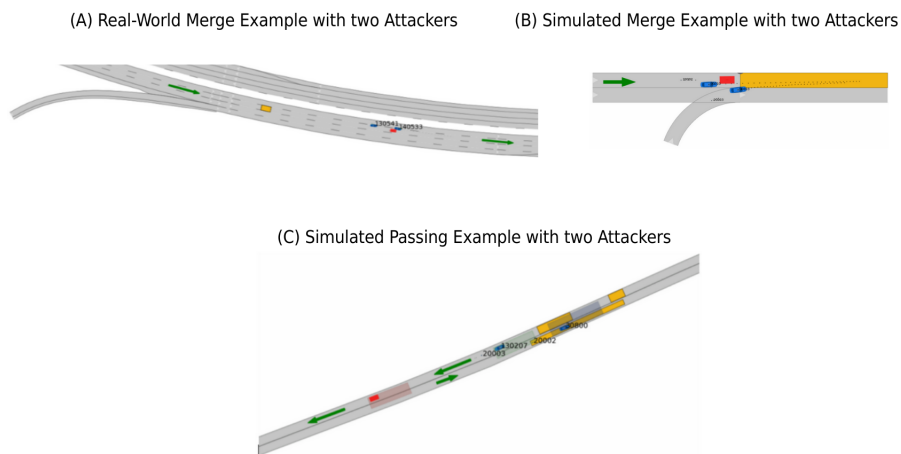 (A) Real-World Merge Example with two Attackers
(B) Simulated Merge Example with two Attackers
130541
140533
(C) Simulated Passing Example with two Attackers
20800
20002
130207
20003